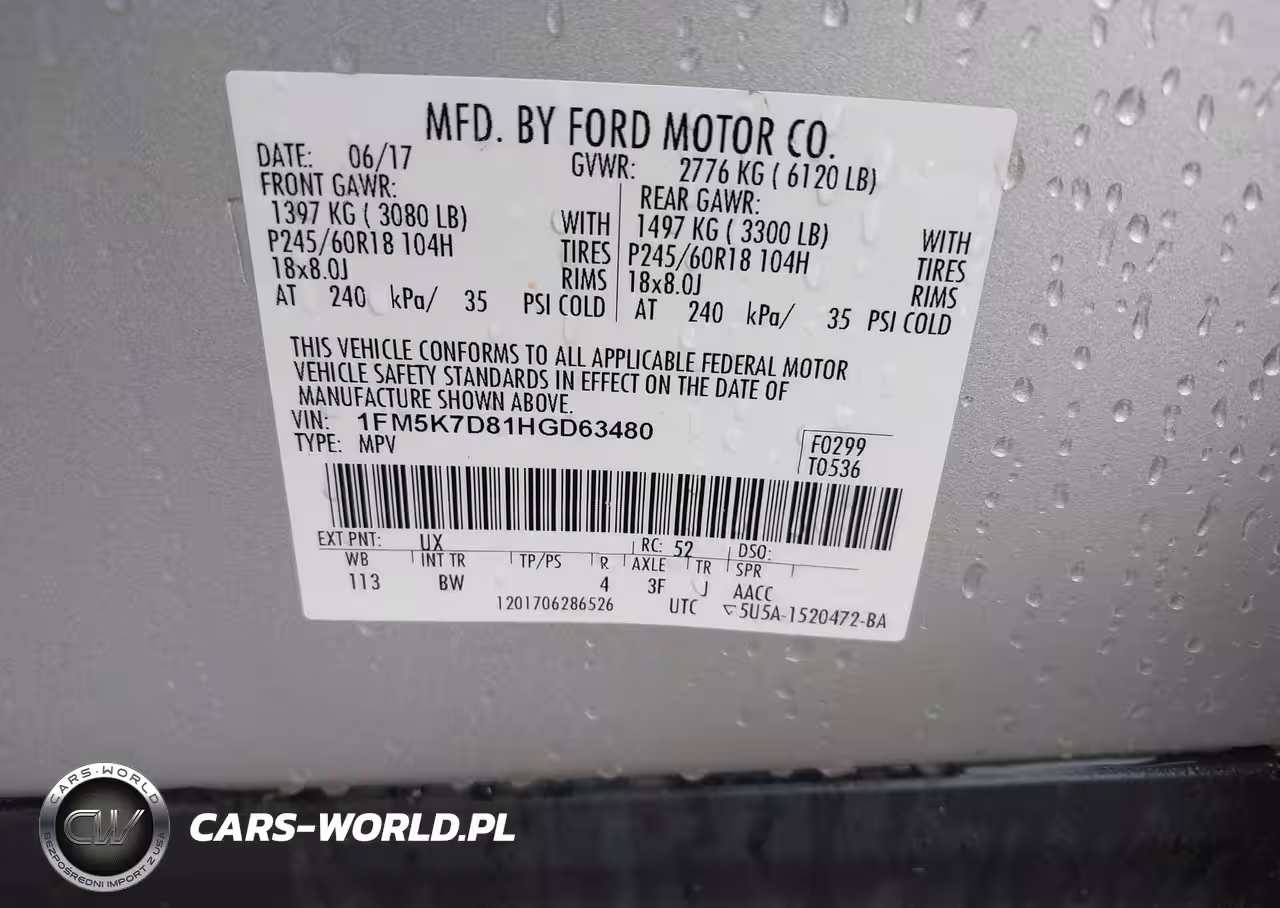 MFD. BY FORD MOTOR CO.
DATE: 06/17 GVWR: 2776 KG ( 6120 LB)
FRONT GAWR: REAR GAWR:
1397 KG ( 3080 LB) WITH 1497 KG ( 3300 LB) WITH
P245/60R18 104H TIRES P245/60R18 104H TIRES
18x8.0J RIMS 18x8.0J RIMS
AT 240 kPa/ 35 PSI COLD AT 240 kPa/ 35 PSI COLD
THIS VEHICLE CONFORMS TO ALL APPLICABLE FEDERAL MOTOR
VEHICLE SAFETY STANDARDS IN EFFECT ON THE DATE OF
MANUFACTURE SHOWN ABOVE.
VIN: 1FM5K7D81HGD63480
TYPE: MPV
F0299
T0536
EXT PNT: UX RC: 52 DSO:
WB INT TR TP/PS R AXLE TR SPR
113 BW 4 3F J AACC
1201706286526 UTC 5U5A-1520472-BA
CARS-WORLD
CW
BEZPOŚREDNI IMPORT Z USA
CARS-WORLD.PL